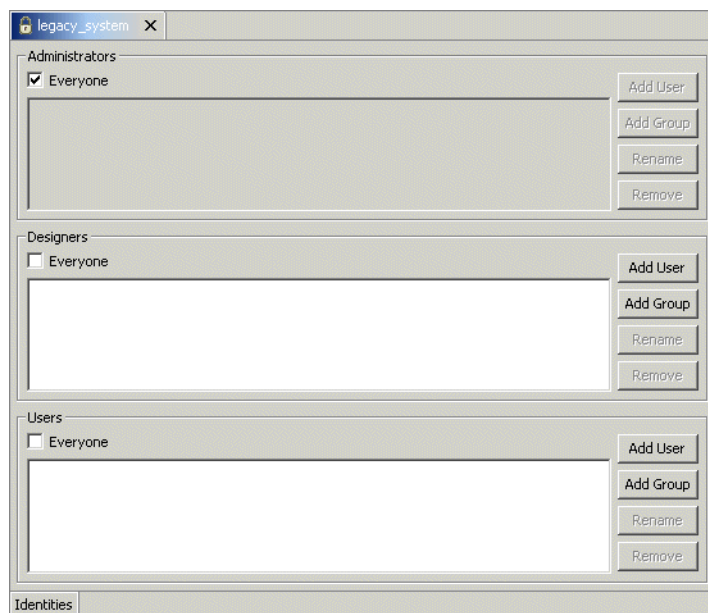 legacy_system
Administrators
Everyone
Add User
Add Group
Rename
Remove
Designers
Everyone
Add User
Add Group
Rename
Remove
Users
Everyone
Add User
Add Group
Rename
Remove
Identities